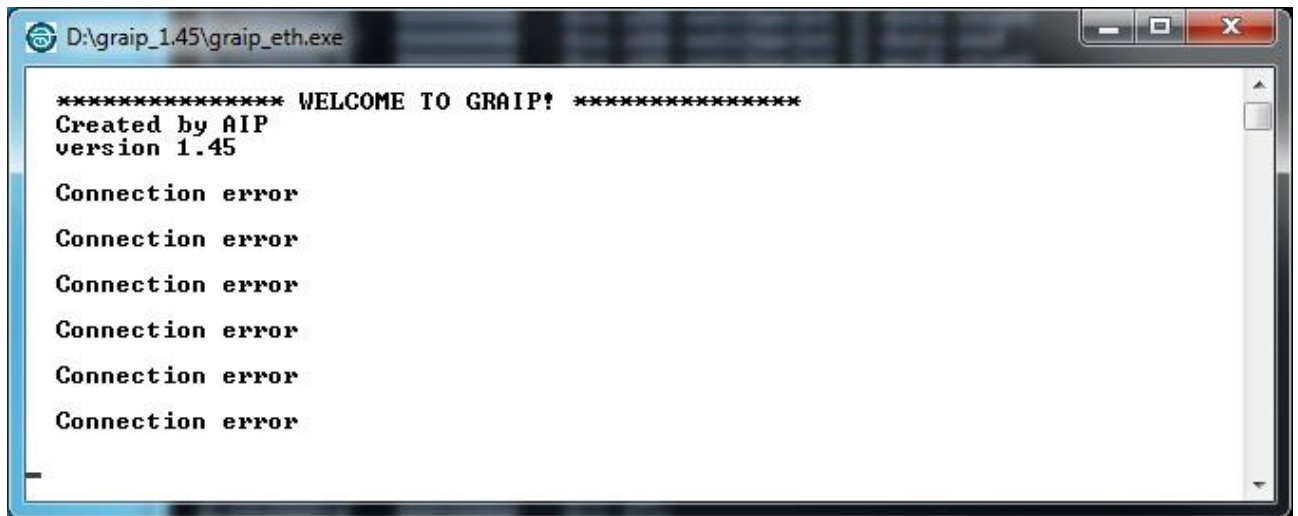 D:\graip_1.45\graip_eth.exe
*************** WELCOME TO GRAIP! ***************
Created by AIP
version 1.45
Connection error
Connection error
Connection error
Connection error
Connection error
Connection error